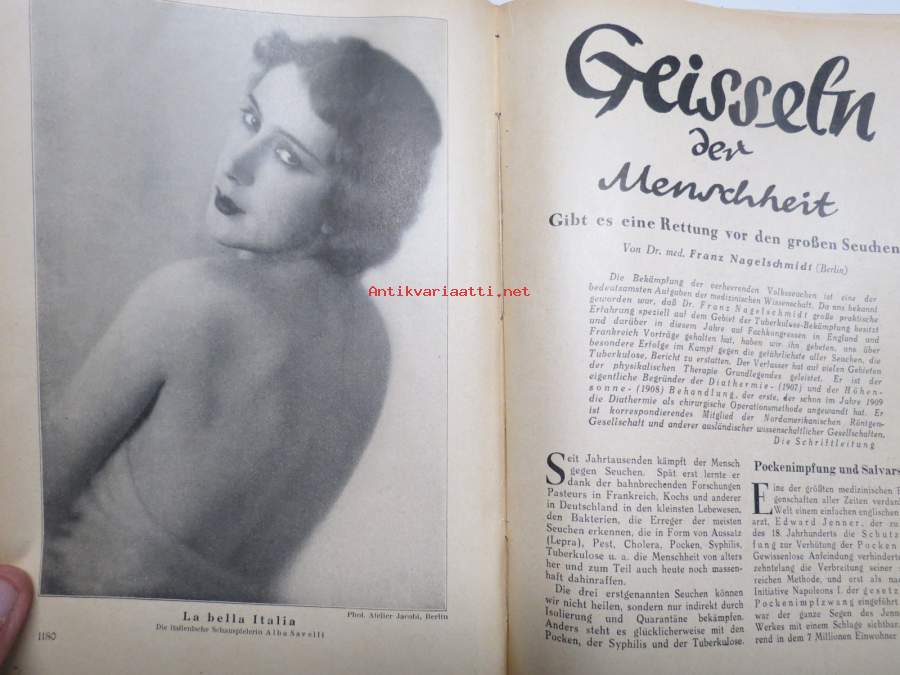 La bella Italia
Phot. Atelier Jacobi, Berlin
Die italienische Schauspielerin Alba Savelli
1180
Antikvariaatti.net
Geisseln
der
Menschheit
Gibt es eine Rettung vor den großen Seuchen
Von Dr. med. Franz Nagelschmidt (Berlin)
Die Bekämpfung der verheerenden Volksseuchen ist eine der
bedeutsamsten Aufgaben der medizinischen Wissenschaft. Da uns bekannt
geworden war, daß Dr. Franz Nagelschmidt große praktische
Erfahrung speziell auf dem Gebiet der Tuberkulose-Bekämpfung besitzt
und darüber in diesem Jahre auf Fachkongressen in England und
Frankreich Vorträge gehalten hat, haben wir ihn gebeten, uns über
besondere Erfolge im Kampf gegen die gefährlichste aller Seuchen, die
Tuberkulose, Bericht zu erstatten. Der Verfasser hat auf vielen Gebieten
der physikalischen Therapie Grundlegendes geleistet. Er ist der
eigentliche Begründer der Diathermie- (1907) und der Höhen-
sonne- (1908) Behandlung, der erste, der schon im Jahre 1909
die Diathermie als chirurgische Operationsmethode angewandt hat. Er
ist korrespondierendes Mitglied der Nordamerikanischen Röntgen-
Gesellschaft und anderer ausländischer wissenschaftlicher Gesellschaften.
Die Schriftleitung
Seit Jahrtausenden kämpft der Mensch
gegen Seuchen. Spät erst lernte er
dank der bahnbrechenden Forschungen
Pasteurs in Frankreich, Kochs und anderer
in Deutschland in den kleinsten Lebewesen,
den Bakterien, die Erreger der meisten
Seuchen erkennen, die in Form von Aussatz
(Lepra), Pest, Cholera, Pocken, Syphilis,
Tuberkulose u. a. die Menschheit von alters
her und zum Teil auch heute noch massen-
haft dahinraffen.
Die drei erstgenannten Seuchen können
wir nicht heilen, sondern nur indirekt durch
Isolierung und Quarantäne bekämpfen.
Anders steht es glücklicherweise mit den
Pocken, der Syphilis und der Tuberkulose.
Pockenimpfung und Salvars
Eine der größten medizinischen E
genschaften aller Zeiten verdan
Welt einem einfachen englischen
arzt, Edward Jenner, der zu
des 18. Jahrhunderts die Schutz
fung zur Verhütung der Pocken
Gewissenlose Anfeindung verhinderte
zehntelang die Verbreitung seiner
reichen Methode, und erst als nac
Initiative Napoleons I. der gesetz
Pockenimpfzwang eingeführt
war der ganze Segen des Jenne
Werkes mit einem Schlage sichtbar.
rend in dem 7 Millionen Einwohner